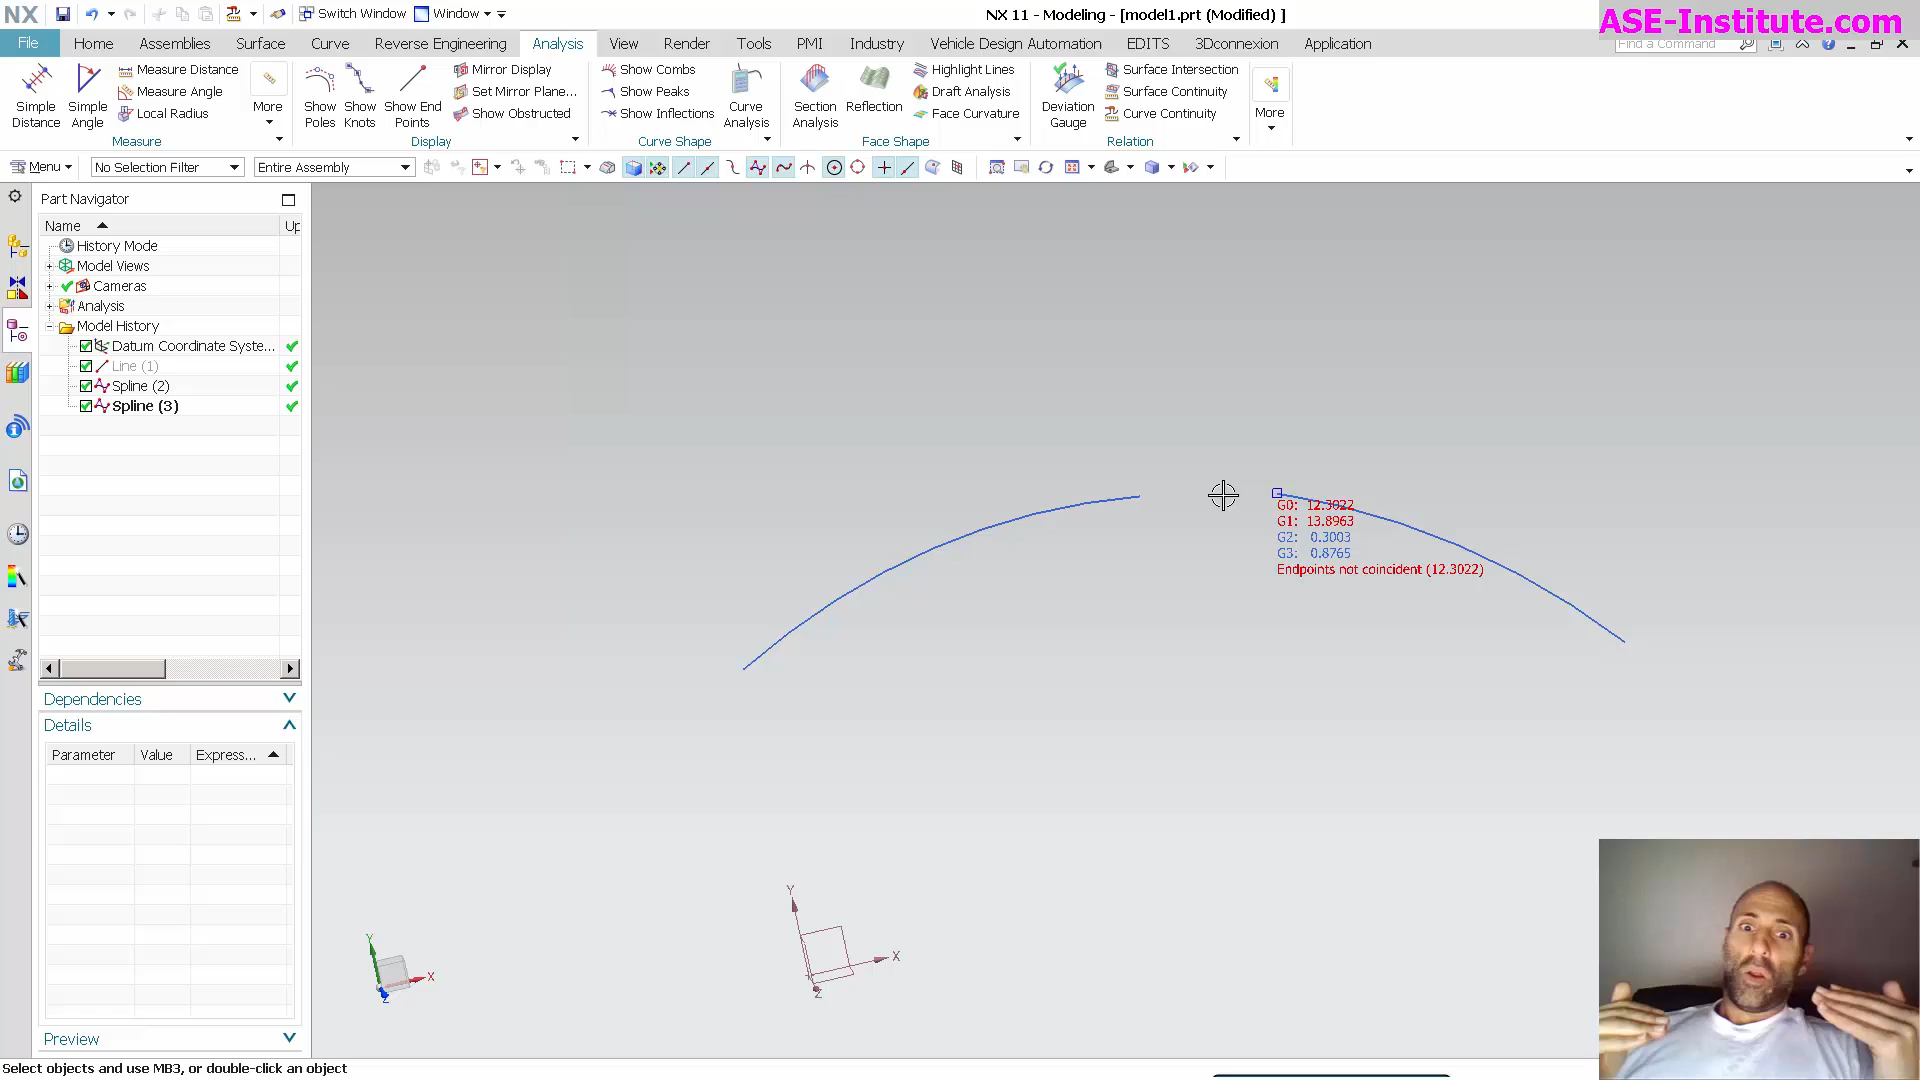 NX
Switch Window
Window
NX 11 - Modeling - [model1.prt (Modified) ]
ASE-Institute.com
File
Home
Assemblies
Surface
Curve
Reverse Engineering
Analysis
View
Render
Tools
PMI
Industry
Vehicle Design Automation
EDITS
3Dconnexion
Application
Find a Command
Simple Distance
Simple Angle
Measure Distance
Measure Angle
Local Radius
More
Measure
Show Poles
Show Knots
Show End Points
Mirror Display
Set Mirror Plane...
Show Obstructed
Display
Show Combs
Show Peaks
Show Inflections
Curve Analysis
Curve Shape
Section Analysis
Reflection
Highlight Lines
Draft Analysis
Face Curvature
Face Shape
Deviation Gauge
Surface Intersection
Surface Continuity
Curve Continuity
Relation
More
Menu
No Selection Filter
Entire Assembly
Part Navigator
Name
Up
History Mode
Model Views
Cameras
Analysis
Model History
Datum Coordinate Syste...
Line (1)
Spline (2)
Spline (3)
Dependencies
Details
Parameter
Value
Express...
Preview
G0: 12.3022
G1: 13.8963
G2: 0.3003
G3: 0.8765
Endpoints not coincident (12.3022)
Y
X
Z
Y
X
Z
Select objects and use MB3, or double-click an object